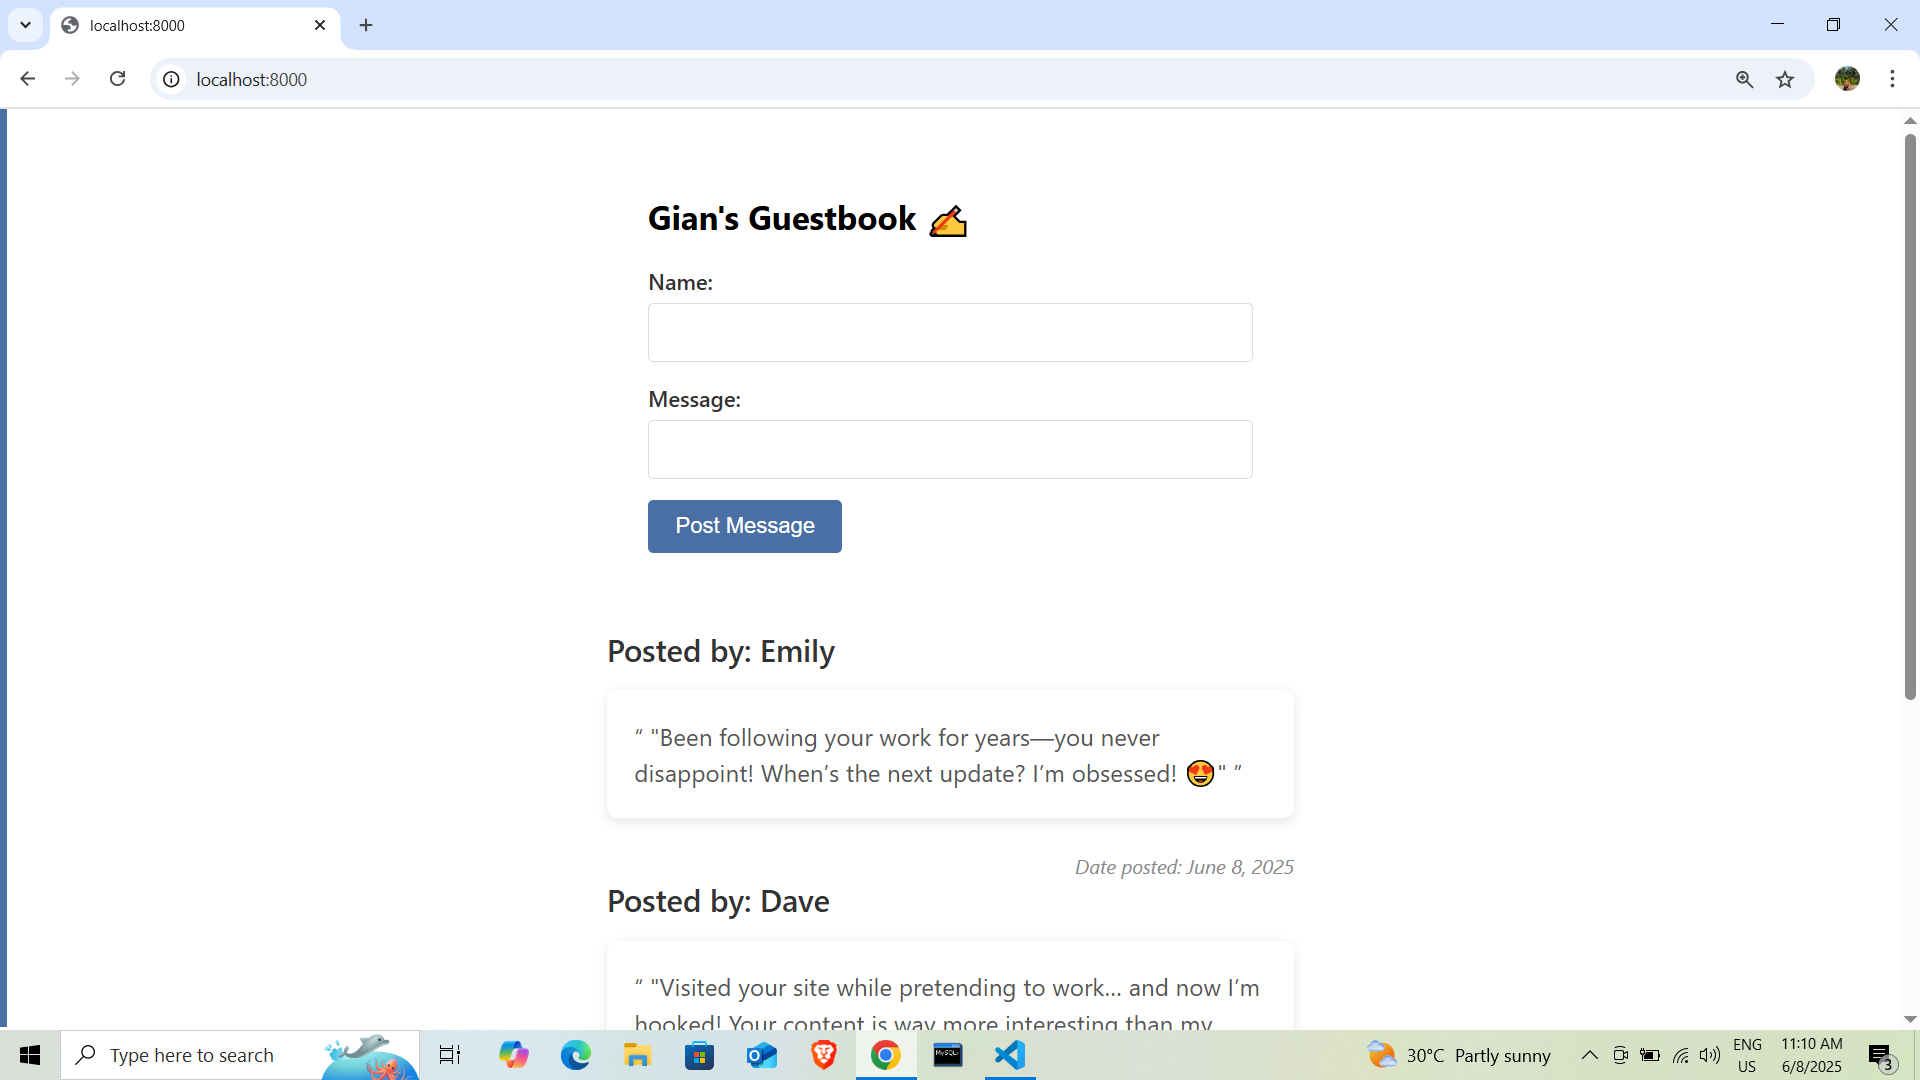 localhost:8000
localhost:8000
Gian's Guestbook ✍
Name:
Message:
Post Message
Posted by: Emily
“ "Been following your work for years—you never
disappoint! When’s the next update? I’m obsessed! 😍" ”
Date posted: June 8, 2025
Posted by: Dave
“ "Visited your site while pretending to work... and now I’m
hooked! Your content is way more interesting than my
Type here to search
MySQL
30°C Partly sunny
ENG
US
11:10 AM
6/8/2025
3